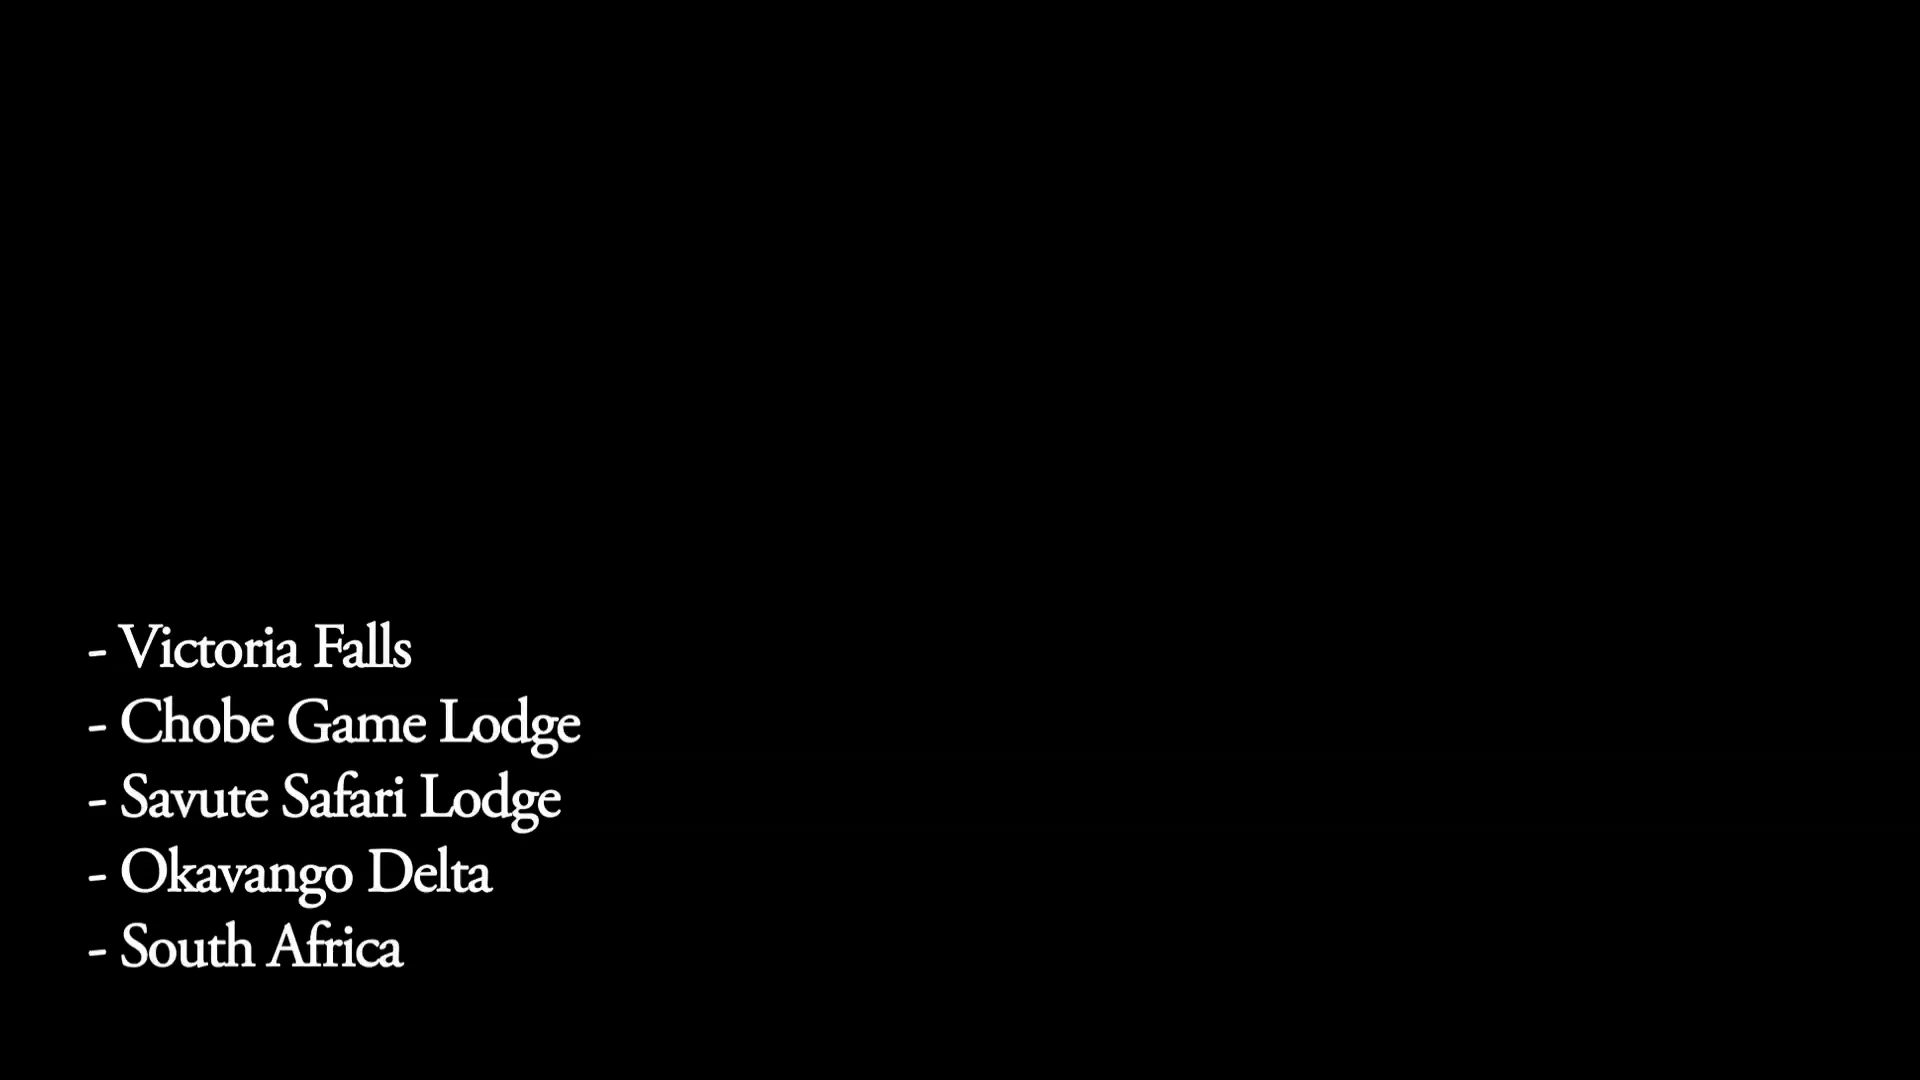 - Victoria Falls
- Chobe Game Lodge
- Savute Safari Lodge
- Okavango Delta
- South Africa